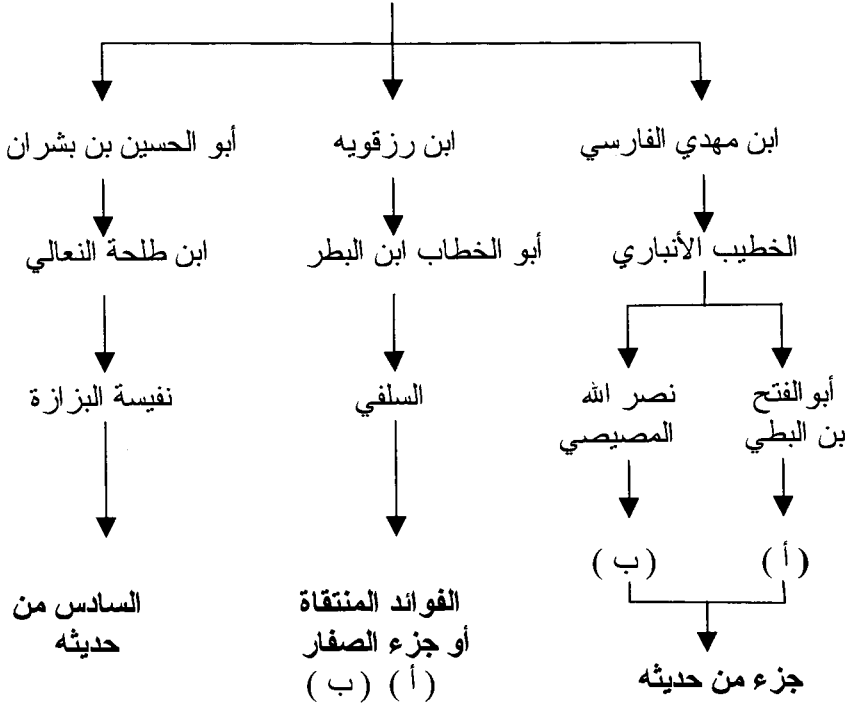 ابن مهدي الفارسي
ابن رزقويه
أبو الحسين بن بشران
الخطيب الأنباري
أبو الخطاب ابن البطر
ابن طلحة النعالي
أبو الفتح
بن البطي
نصر الله
المصيصي
السلفي
نفيسة البزازة
(أ)
(ب)
جزء من حديثه
الفوائد المنتقاة
أو جزء الصفار
(أ) (ب)
السادس من
حديثه